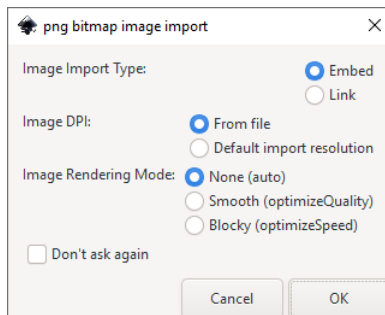 png bitmap image import
Image Import Type:
Embed
Link
Image DPI:
From file
Default import resolution
Image Rendering Mode:
None (auto)
Smooth (optimizeQuality)
Blocky (optimizeSpeed)
Don't ask again
Cancel
OK